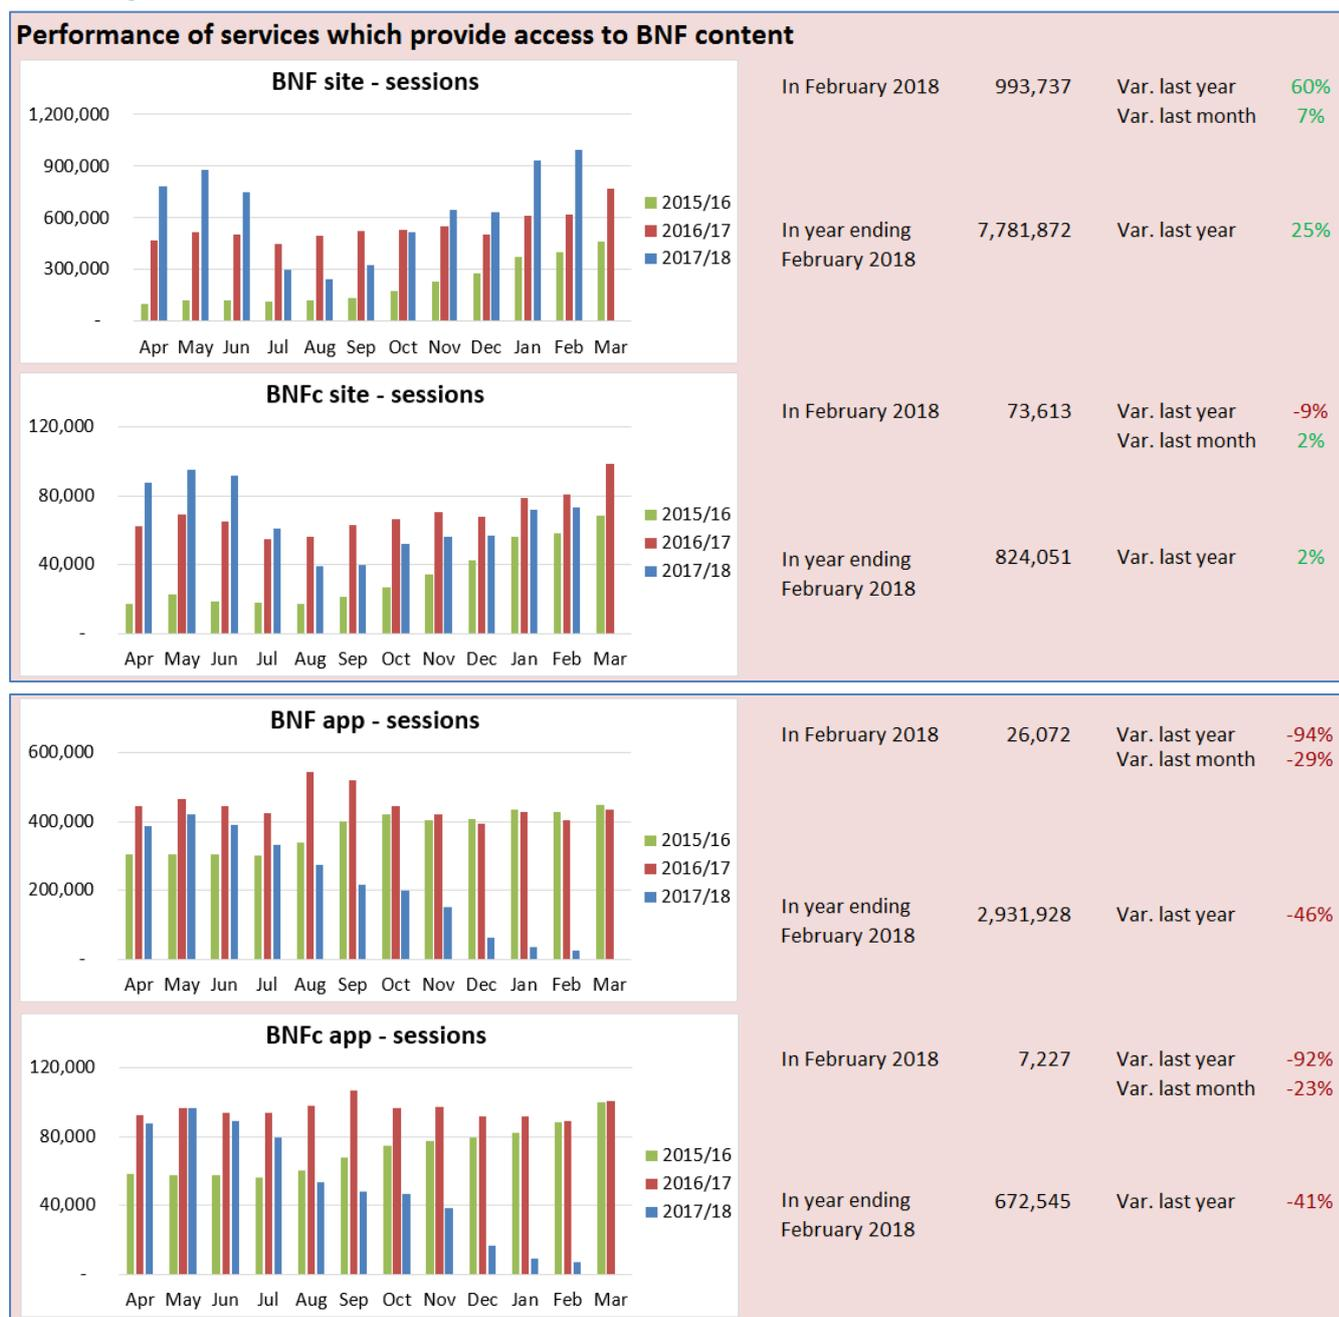 Performance of services which provide access to BNF content
BNF site - sessions
1,200,000
900,000
600,000
300,000
-
Apr May Jun Jul Aug Sep Oct Nov Dec Jan Feb Mar
2015/16
2016/17
2017/18
In February 2018 993,737 Var. last year 60%
Var. last month 7%
In year ending 7,781,872 Var. last year 25%
February 2018
BNFc site - sessions
120,000
80,000
40,000
-
Apr May Jun Jul Aug Sep Oct Nov Dec Jan Feb Mar
2015/16
2016/17
2017/18
In February 2018 73,613 Var. last year -9%
Var. last month 2%
In year ending 824,051 Var. last year 2%
February 2018
BNF app - sessions
600,000
400,000
200,000
-
Apr May Jun Jul Aug Sep Oct Nov Dec Jan Feb Mar
2015/16
2016/17
2017/18
In February 2018 26,072 Var. last year -94%
Var. last month -29%
In year ending 2,931,928 Var. last year -46%
February 2018
BNFc app - sessions
120,000
80,000
40,000
-
Apr May Jun Jul Aug Sep Oct Nov Dec Jan Feb Mar
2015/16
2016/17
2017/18
In February 2018 7,227 Var. last year -92%
Var. last month -23%
In year ending 672,545 Var. last year -41%
February 2018